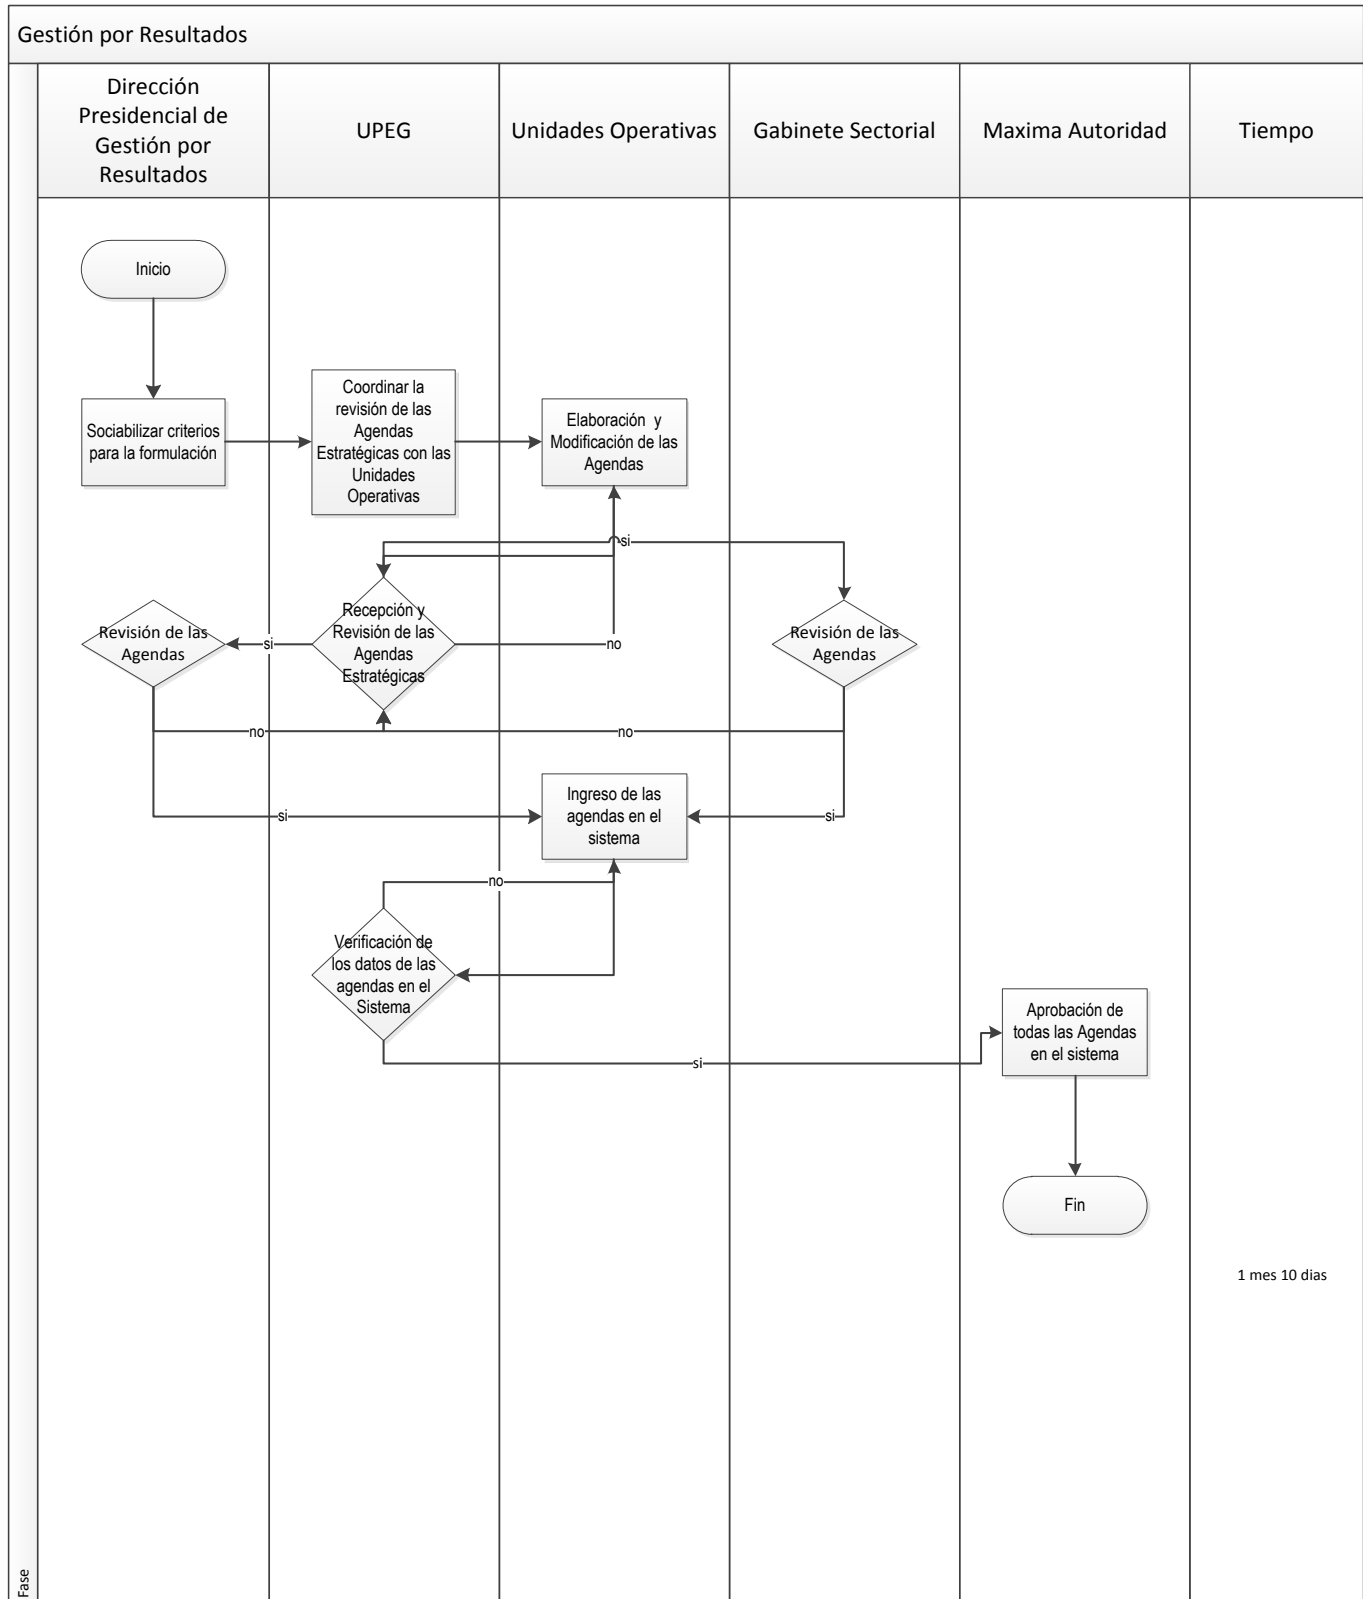 Gestión por Resultados
Dirección
Presidencial de
Gestión por
Resultados
UPEG
Unidades Operativas
Gabinete Sectorial
Maxima Autoridad
Tiempo
Inicio
Sociabilizar criterios
para la formulación
Coordinar la
revisión de las
Agendas
Estratégicas con las
Unidades
Operativas
Elaboración y
Modificación de las
Agendas
si
Revisión de las
Agendas
si
Recepción y
Revisión de las
Agendas
Estratégicas
no
Revisión de las
Agendas
no
no
si
Ingreso de las
agendas en el
sistema
si
no
Verificación de
los datos de las
agendas en el
Sistema
si
Aprobación de
todas las Agendas
en el sistema
Fin
1 mes 10 dias
Fase